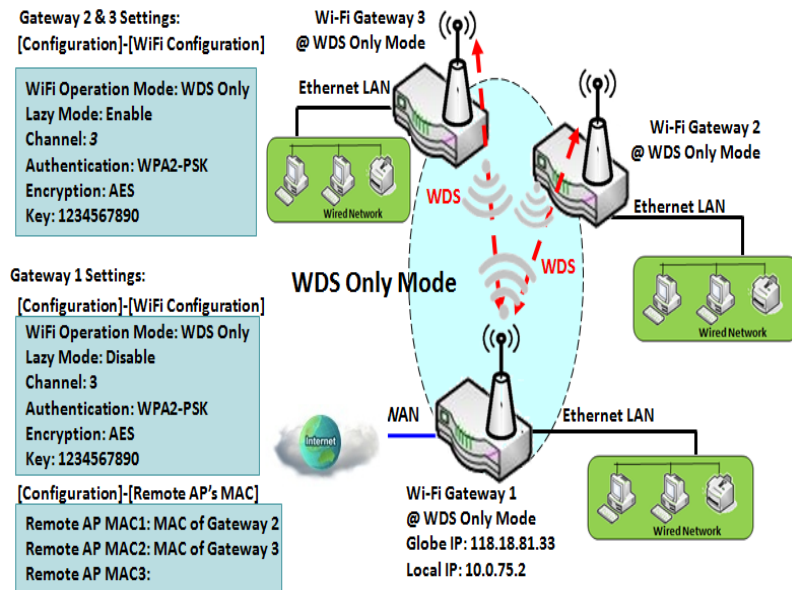 Gateway 2 & 3 Settings:
[Configuration]-[WiFi Configuration]
WiFi Operation Mode: WDS Only
Lazy Mode: Enable
Channel: 3
Authentication: WPA2-PSK
Encryption: AES
Key: 1234567890
Wi-Fi Gateway 3
@ WDS Only Mode
Ethernet LAN
Wired Network
Wi-Fi Gateway 2
@ WDS Only Mode
Ethernet LAN
Wired Network
WDS
WDS
WDS Only Mode
Gateway 1 Settings:
[Configuration]-[WiFi Configuration]
WiFi Operation Mode: WDS Only
Lazy Mode: Disable
Channel: 3
Authentication: WPA2-PSK
Encryption: AES
Key: 1234567890
[Configuration]-[Remote AP's MAC]
Remote AP MAC1: MAC of Gateway 2
Remote AP MAC2: MAC of Gateway 3
Remote AP MAC3:
Internet
WAN
Ethernet LAN
Wired Network
Wi-Fi Gateway 1
@ WDS Only Mode
Globe IP: 118.18.81.33
Local IP: 10.0.75.2